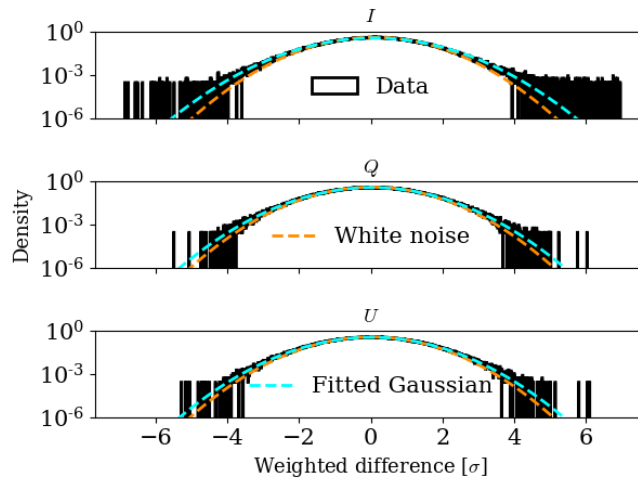 I
10^0
10^-3
10^-6
Data
Q
10^0
10^-3
10^-6
White noise
Density
U
10^0
10^-3
10^-6
Fitted Gaussian
−6 −4 −2 0 2 4 6
Weighted difference [σ]